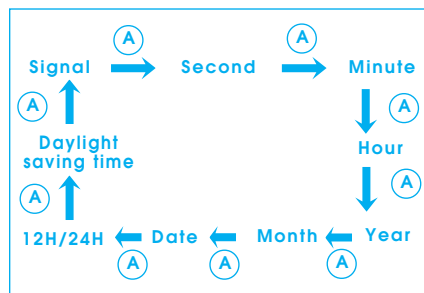 A A
Signal Second Minute
A A
Daylight
saving time
Hour
A A
12H/24H Date Month Year
A A A